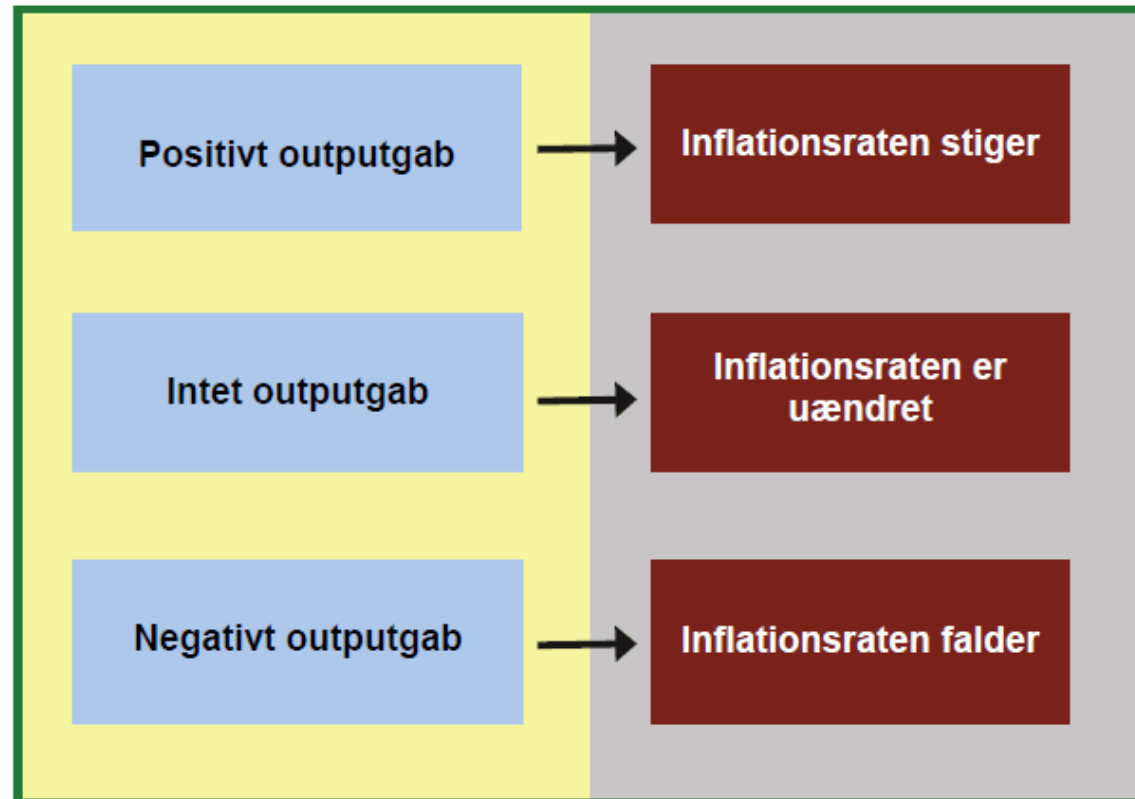 Positivt outputgab
Inflationsraten stiger
Intet outputgab
Inflationsraten er
uændret
Negativt outputgab
Inflationsraten falder